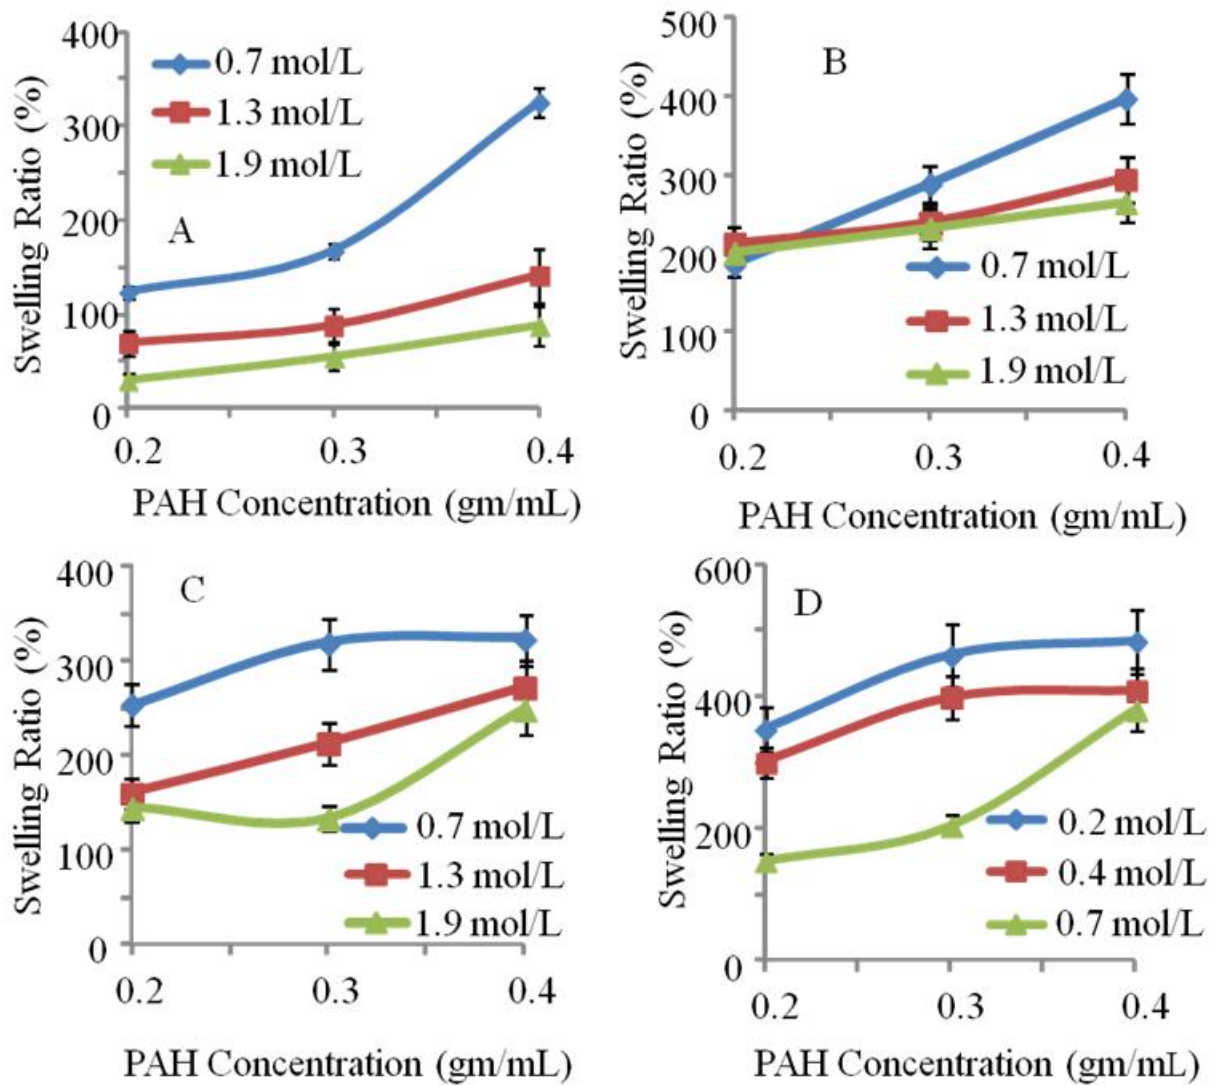 Swelling Ratio (%)
400
300
200
100
0
0.7 mol/L
1.3 mol/L
1.9 mol/L
A
0.2 0.3 0.4
PAH Concentration (gm/mL)
Swelling Ratio (%)
500
400
300
200
100
0
B
0.7 mol/L
1.3 mol/L
1.9 mol/L
0.2 0.3 0.4
PAH Concentration (gm/mL)
Swelling Ratio (%)
400
300
200
100
0
C
0.7 mol/L
1.3 mol/L
1.9 mol/L
0.2 0.3 0.4
PAH Concentration (gm/mL)
Swelling Ratio (%)
600
400
200
0
D
0.2 mol/L
0.4 mol/L
0.7 mol/L
0.2 0.3 0.4
PAH Concentration (gm/mL)